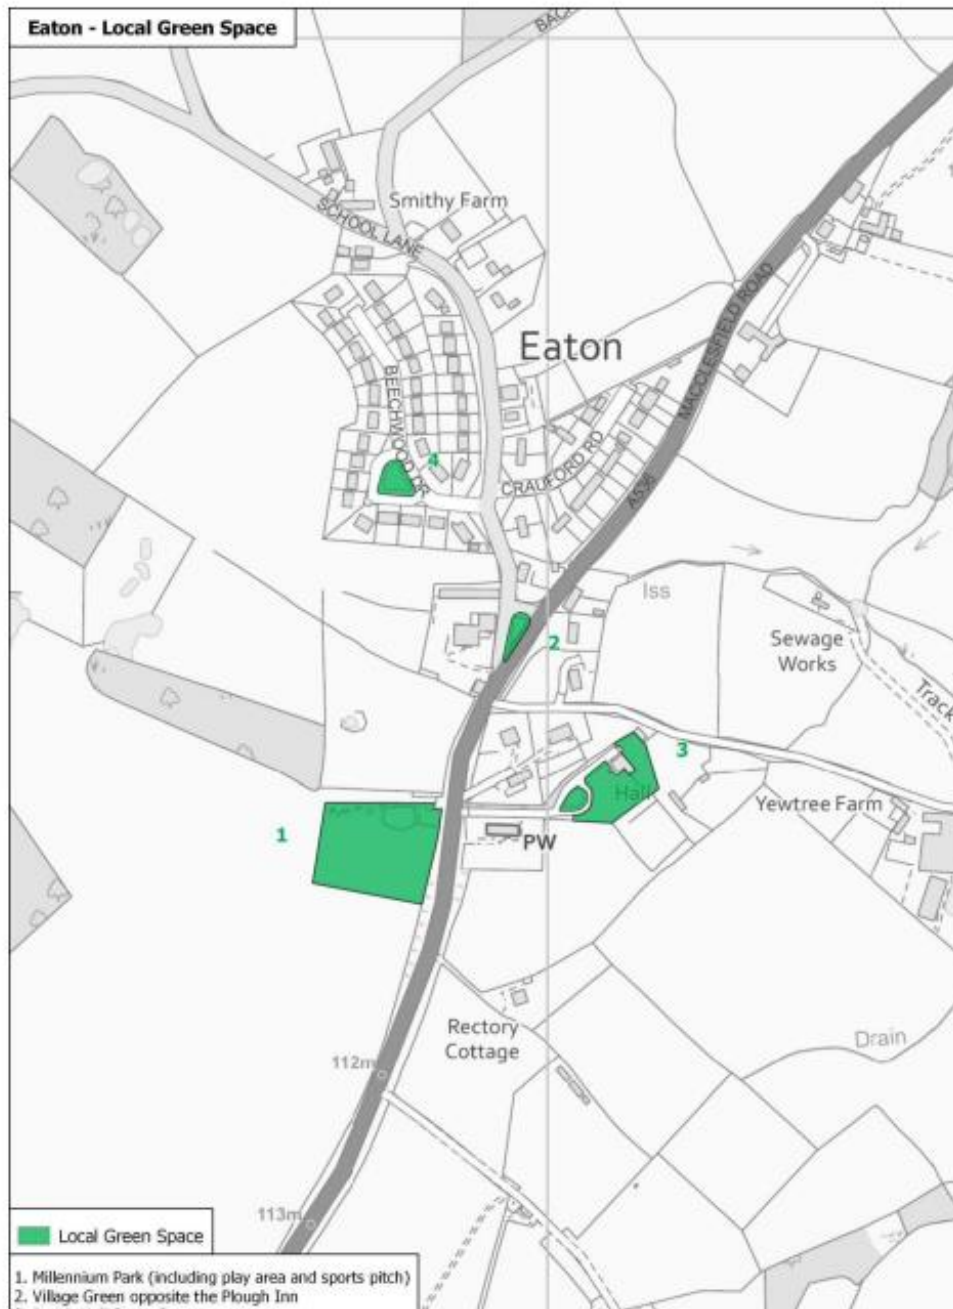 Eaton - Local Green Space
BACK
Smithy Farm
SCHOOL LANE
MACCLESFIELD ROAD
Eaton
BEECHWOOD DR
4
CRAUFORD RD
A536
Iss
2
Sewage
Works
Track
3
Hall
Yewtree Farm
1
PW
Rectory
Cottage
Drain
112m
113m
Local Green Space
1. Millennium Park (including play area and sports pitch)
2. Village Green opposite the Plough Inn